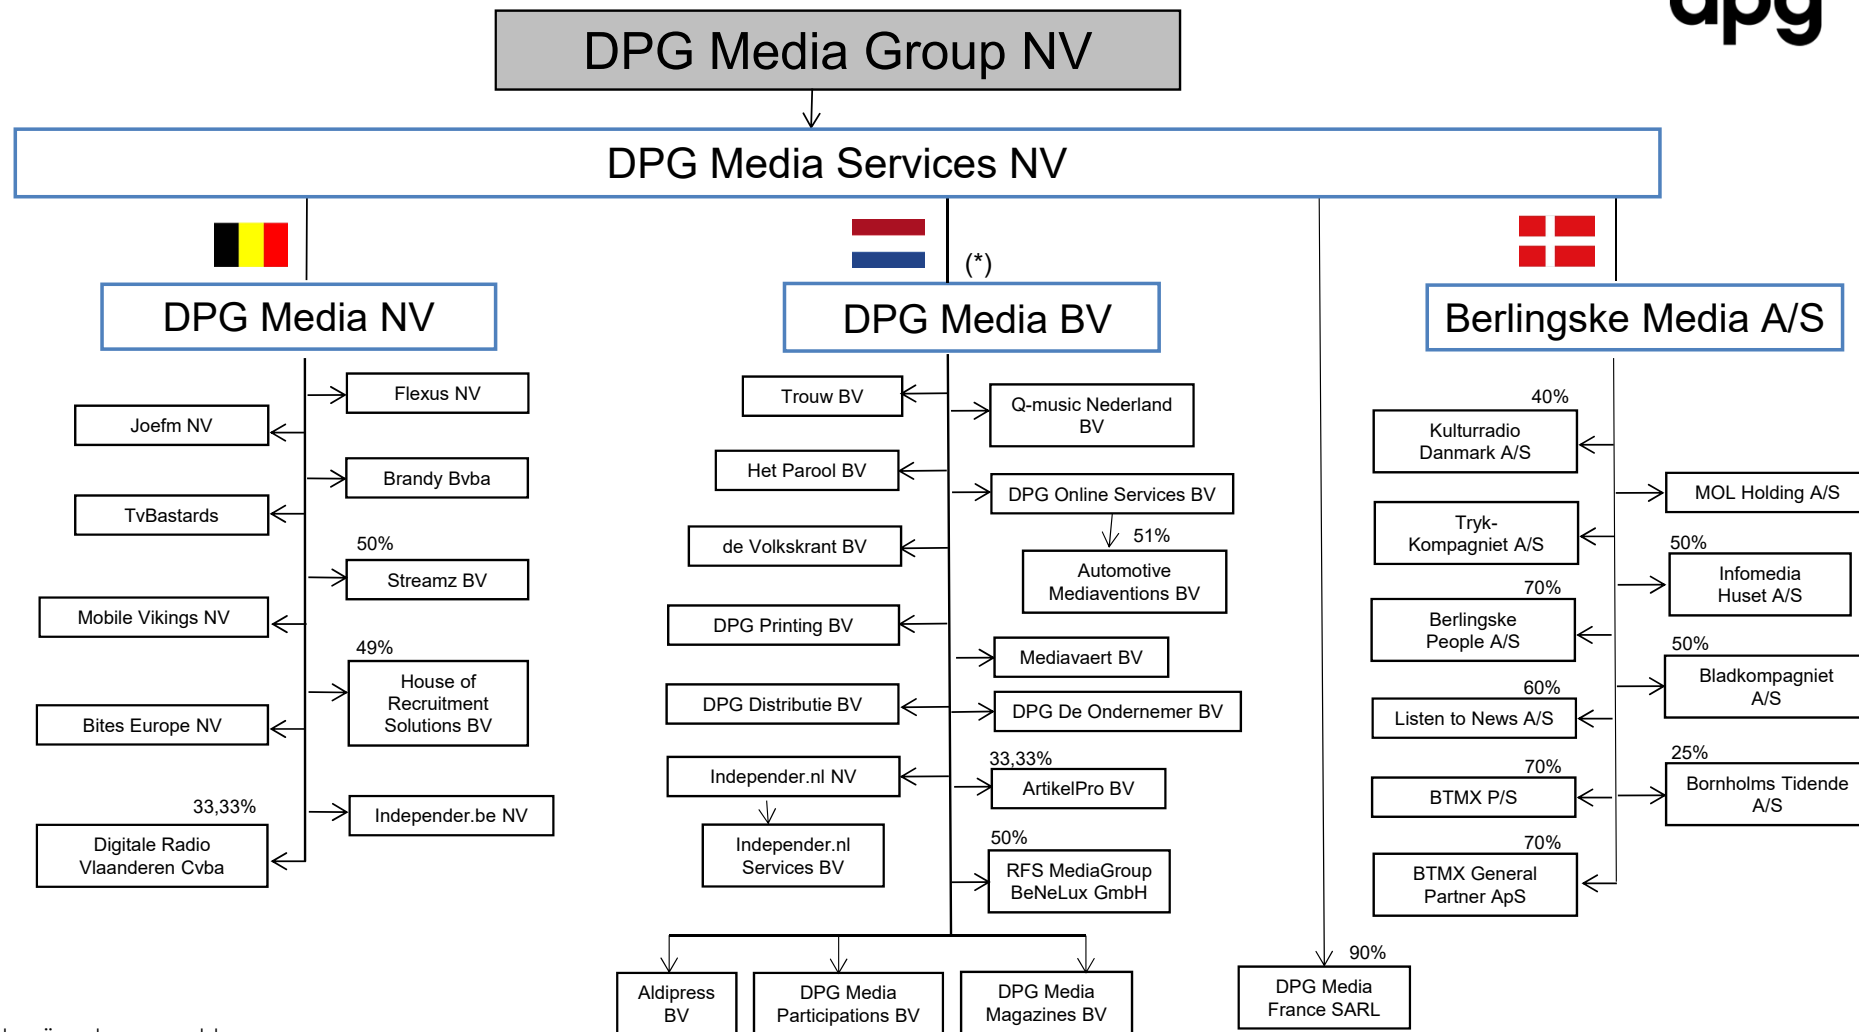 dpg
DPG Media Group NV
DPG Media Services NV
(*)
DPG Media NV
Flexus NV
Joefm NV
Brandy Bvba
TvBastards
50%
Streamz BV
Mobile Vikings NV
49%
House of
Recruitment
Solutions BV
Bites Europe NV
Independer.be NV
33,33%
Digitale Radio
Vlaanderen Cvba
DPG Media BV
Trouw BV
Q-music Nederland
BV
Het Parool BV
DPG Online Services BV
51%
Automotive
Mediaventions BV
de Volkskrant BV
DPG Printing BV
Mediavaert BV
DPG Distributie BV
DPG De Ondernemer BV
Independer.nl NV
33,33%
ArtikelPro BV
Independer.nl
Services BV
50%
RFS MediaGroup
BeNeLux GmbH
Aldipress
BV
DPG Media
Participations BV
DPG Media
Magazines BV
90%
DPG Media
France SARL
Berlingske Media A/S
40%
Kulturradio
Danmark A/S
MOL Holding A/S
Tryk-
Kompagniet A/S
50%
Infomedia
Huset A/S
70%
Berlingske
People A/S
50%
Bladkompagniet
A/S
60%
Listen to News A/S
25%
Bornholms Tidende
A/S
70%
BTMX P/S
70%
BTMX General
Partner ApS